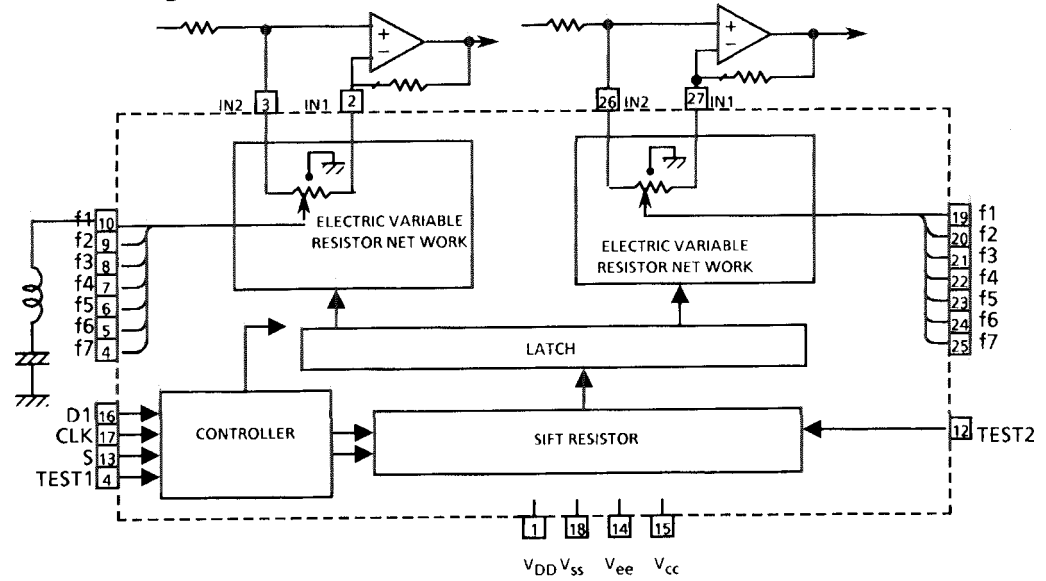 +
−
+
−
IN2 3 IN1 2
26 IN2 27 IN1
ELECTRIC VARIABLE
RESISTOR NET WORK
ELECTRIC VARIABLE
RESISTOR NET WORK
f1 10
f2 9
f3 8
f4 7
f5 6
f6 5
f7 4
19 f1
20 f2
21 f3
22 f4
23 f5
24 f6
25 f7
LATCH
D1 16
CLK 17
S 13
TEST1 4
CONTROLLER
SIFT RESISTOR
12 TEST2
1 18 14 15
VDD Vss Vee Vcc